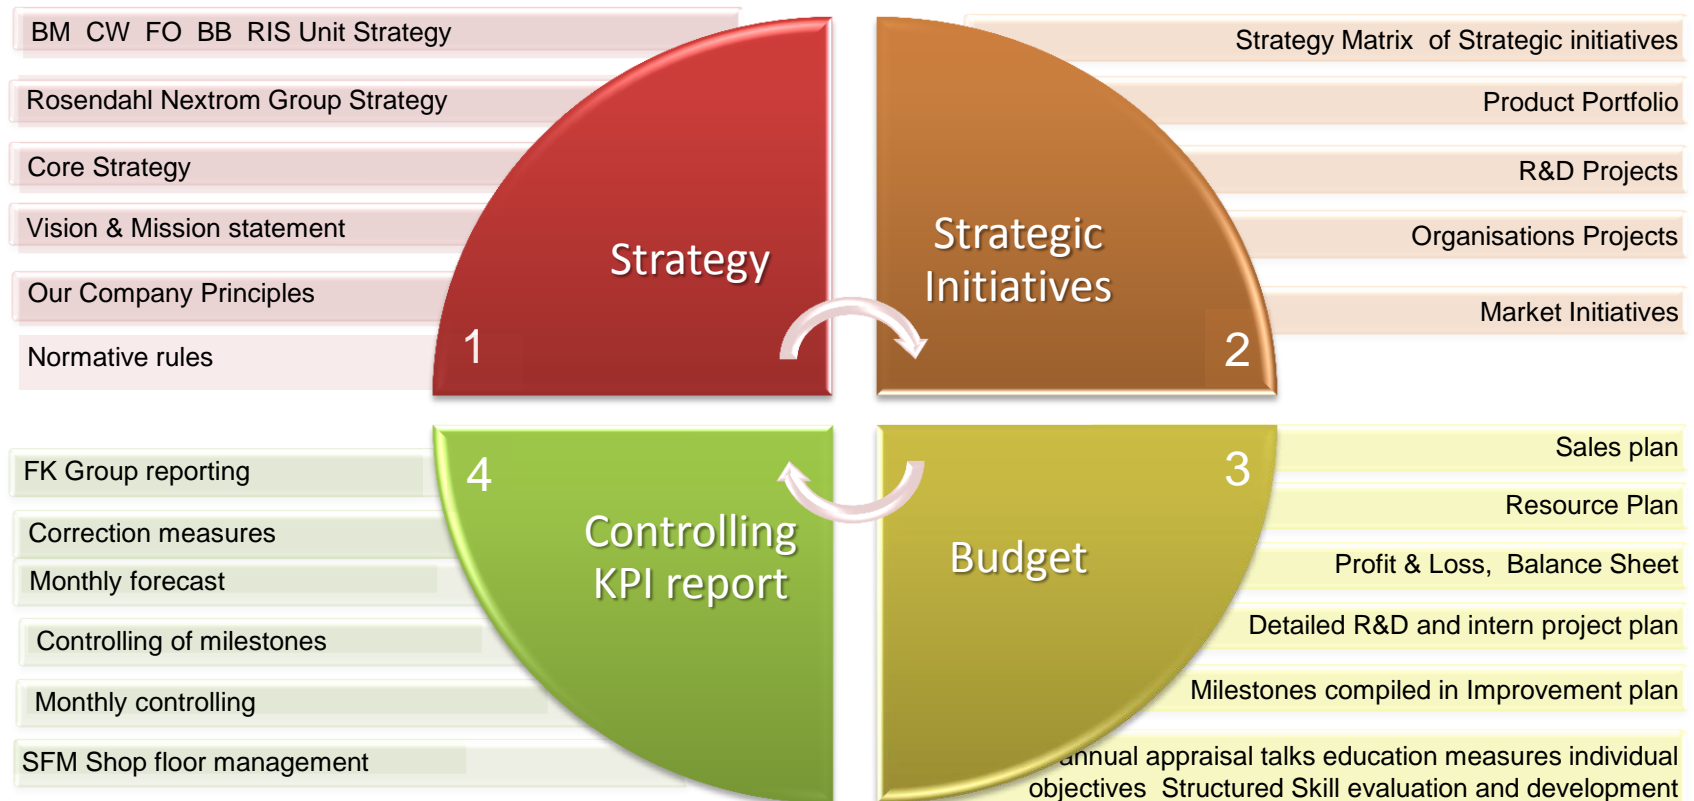 BM CW FO BB RIS Unit Strategy
Rosendahl Nextrom Group Strategy
Core Strategy
Vision & Mission statement
Our Company Principles
Normative rules
Strategy
1
Strategy Matrix of Strategic initiatives
Product Portfolio
R&D Projects
Organisations Projects
Market Initiatives
Strategic
Initiatives
2
FK Group reporting
Correction measures
Monthly forecast
Controlling of milestones
Monthly controlling
SFM Shop floor management
4
Controlling
KPI report
3
Budget
Sales plan
Resource Plan
Profit & Loss, Balance Sheet
Detailed R&D and intern project plan
Milestones compiled in Improvement plan
annual appraisal talks education measures individual
objectives Structured Skill evaluation and development